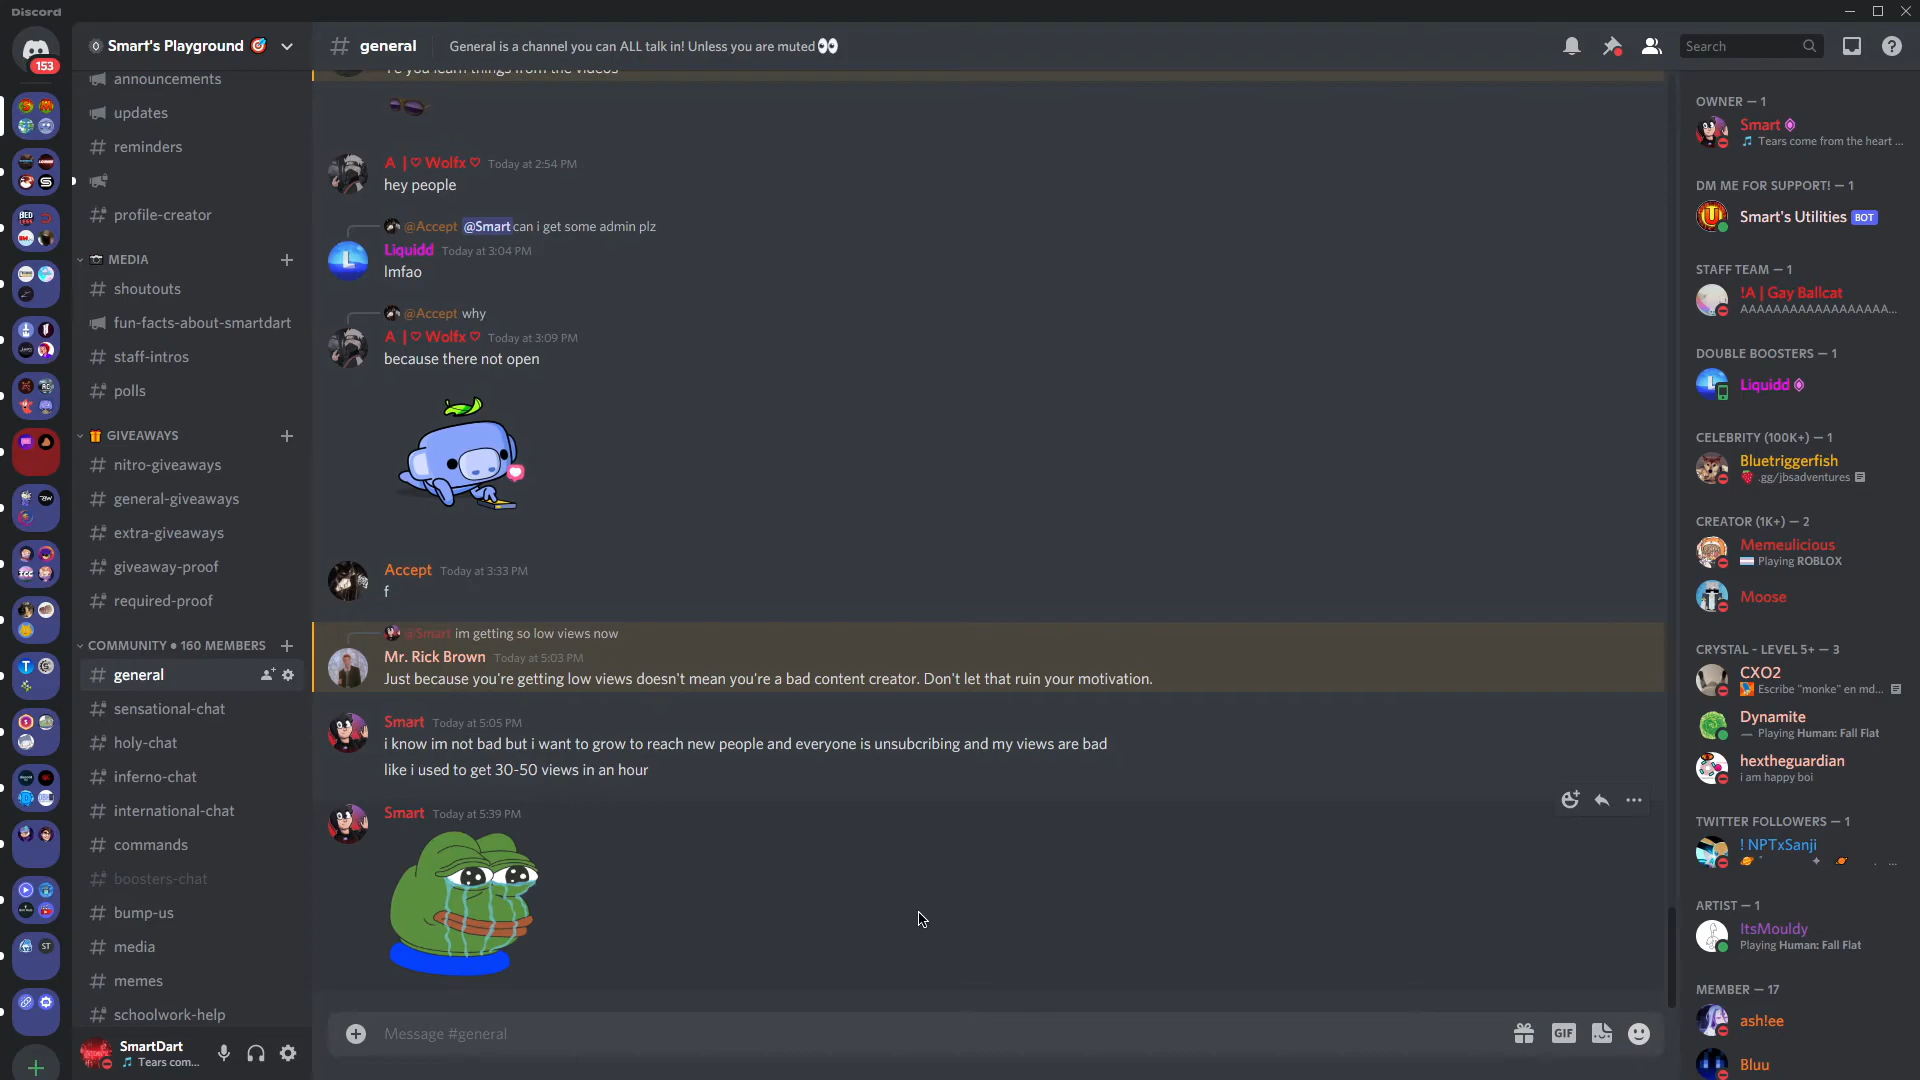 Discord
153
Smart's Playground
announcements
updates
reminders
profile-creator
MEDIA
shoutouts
fun-facts-about-smartdart
staff-intros
polls
GIVEAWAYS
nitro-giveaways
general-giveaways
extra-giveaways
giveaway-proof
required-proof
COMMUNITY • 160 MEMBERS
general
sensational-chat
holy-chat
inferno-chat
international-chat
commands
boosters-chat
bump-us
media
memes
schoolwork-help
SmartDart
Tears com...
general
General is a channel you can ALL talk in! Unless you are muted
Search
you learn things from the videos
A | ♡ Wolfx ♡ Today at 2:54 PM
hey people
@Accept @Smart can i get some admin plz
Liquidd Today at 3:04 PM
lmfao
@Accept why
A | ♡ Wolfx ♡ Today at 3:09 PM
because there not open
Accept Today at 3:33 PM
f
@Smart im getting so low views now
Mr. Rick Brown Today at 5:03 PM
Just because you're getting low views doesn't mean you're a bad content creator. Don't let that ruin your motivation.
Smart Today at 5:05 PM
i know im not bad but i want to grow to reach new people and everyone is unsubcribing and my views are bad
like i used to get 30-50 views in an hour
Smart Today at 5:39 PM
Message #general
GIF
OWNER — 1
Smart
Tears come from the heart ...
DM ME FOR SUPPORT! — 1
Smart's Utilities BOT
STAFF TEAM — 1
!A | Gay Ballcat
AAAAAAAAAAAAAAAAAA...
DOUBLE BOOSTERS — 1
Liquidd
CELEBRITY (100K+) — 1
Bluetriggerfish
.gg/jbsadventures
CREATOR (1K+) — 2
Memeulicious
Playing ROBLOX
Moose
CRYSTAL - LEVEL 5+ — 3
CXO2
Escribe "monke" en md...
Dynamite
— Playing Human: Fall Flat
hextheguardian
i am happy boi
TWITTER FOLLOWERS — 1
! NPTxSanji
ARTIST — 1
ItsMouldy
Playing Human: Fall Flat
MEMBER — 17
ash!ee
Bluu